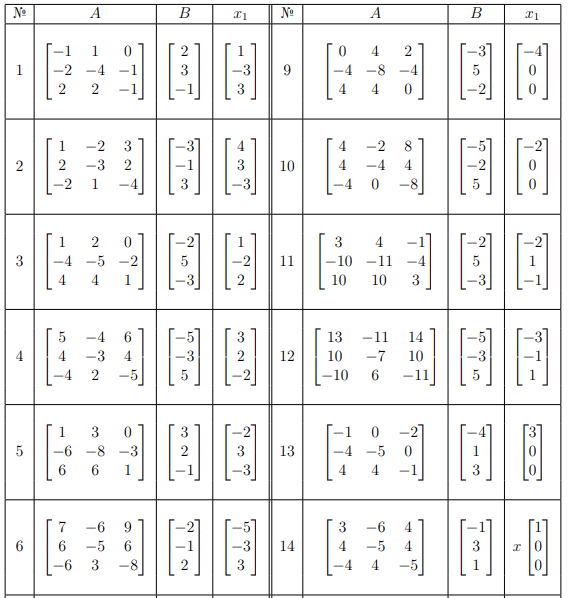 № A B x₁ № A B x₁
1 [−1 1 0; −2 −4 −1; 2 2 −1] [2; 3; −1] [1; −3; 3] 9 [0 4 2; −4 −8 −4; 4 4 0] [−3; 5; −2] [−4; 0; 0]
2 [1 −2 3; 2 −3 2; −2 1 −4] [−3; −1; 3] [4; 3; −3] 10 [4 −2 8; 4 −4 4; −4 0 −8] [−5; −2; 5] [−2; 0; 0]
3 [1 2 0; −4 −5 −2; 4 4 1] [−2; 5; −3] [1; −2; 2] 11 [3 4 −1; −10 −11 −4; 10 10 3] [−2; 5; −3] [−2; 1; −1]
4 [5 −4 6; 4 −3 4; −4 2 −5] [−5; −3; 5] [3; 2; −2] 12 [13 −11 14; 10 −7 10; −10 6 −11] [−5; −3; 5] [−3; −1; 1]
5 [1 3 0; −6 −8 −3; 6 6 1] [3; 2; −1] [−2; 3; −3] 13 [−1 0 −2; −4 −5 0; 4 4 −1] [−4; 1; 3] [3; 0; 0]
6 [7 −6 9; 6 −5 6; −6 3 −8] [−2; −1; 2] [−5; −3; 3] 14 [3 −6 4; 4 −5 4; −4 4 −5] [−1; 3; 1] x [1; 0; 0]